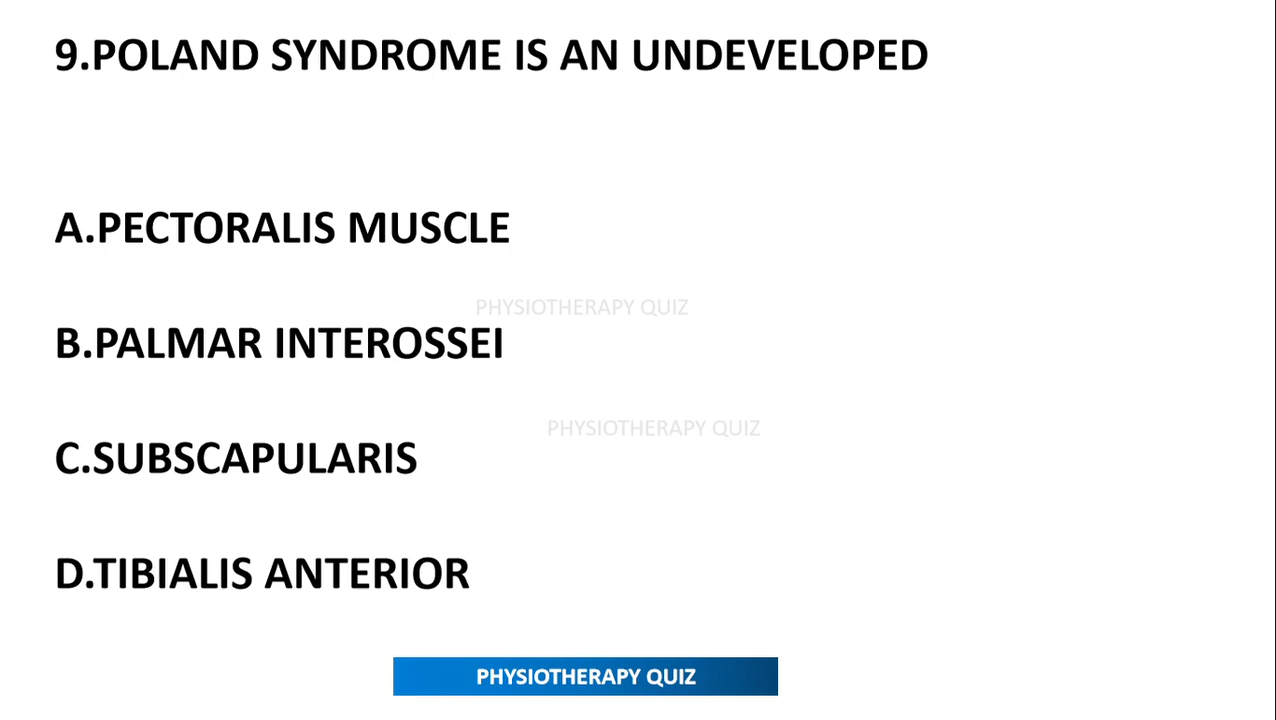 9.POLAND SYNDROME IS AN UNDEVELOPED
A.PECTORALIS MUSCLE
PHYSIOTHERAPY QUIZ
B.PALMAR INTEROSSEI
PHYSIOTHERAPY QUIZ
C.SUBSCAPULARIS
D.TIBIALIS ANTERIOR
PHYSIOTHERAPY QUIZ